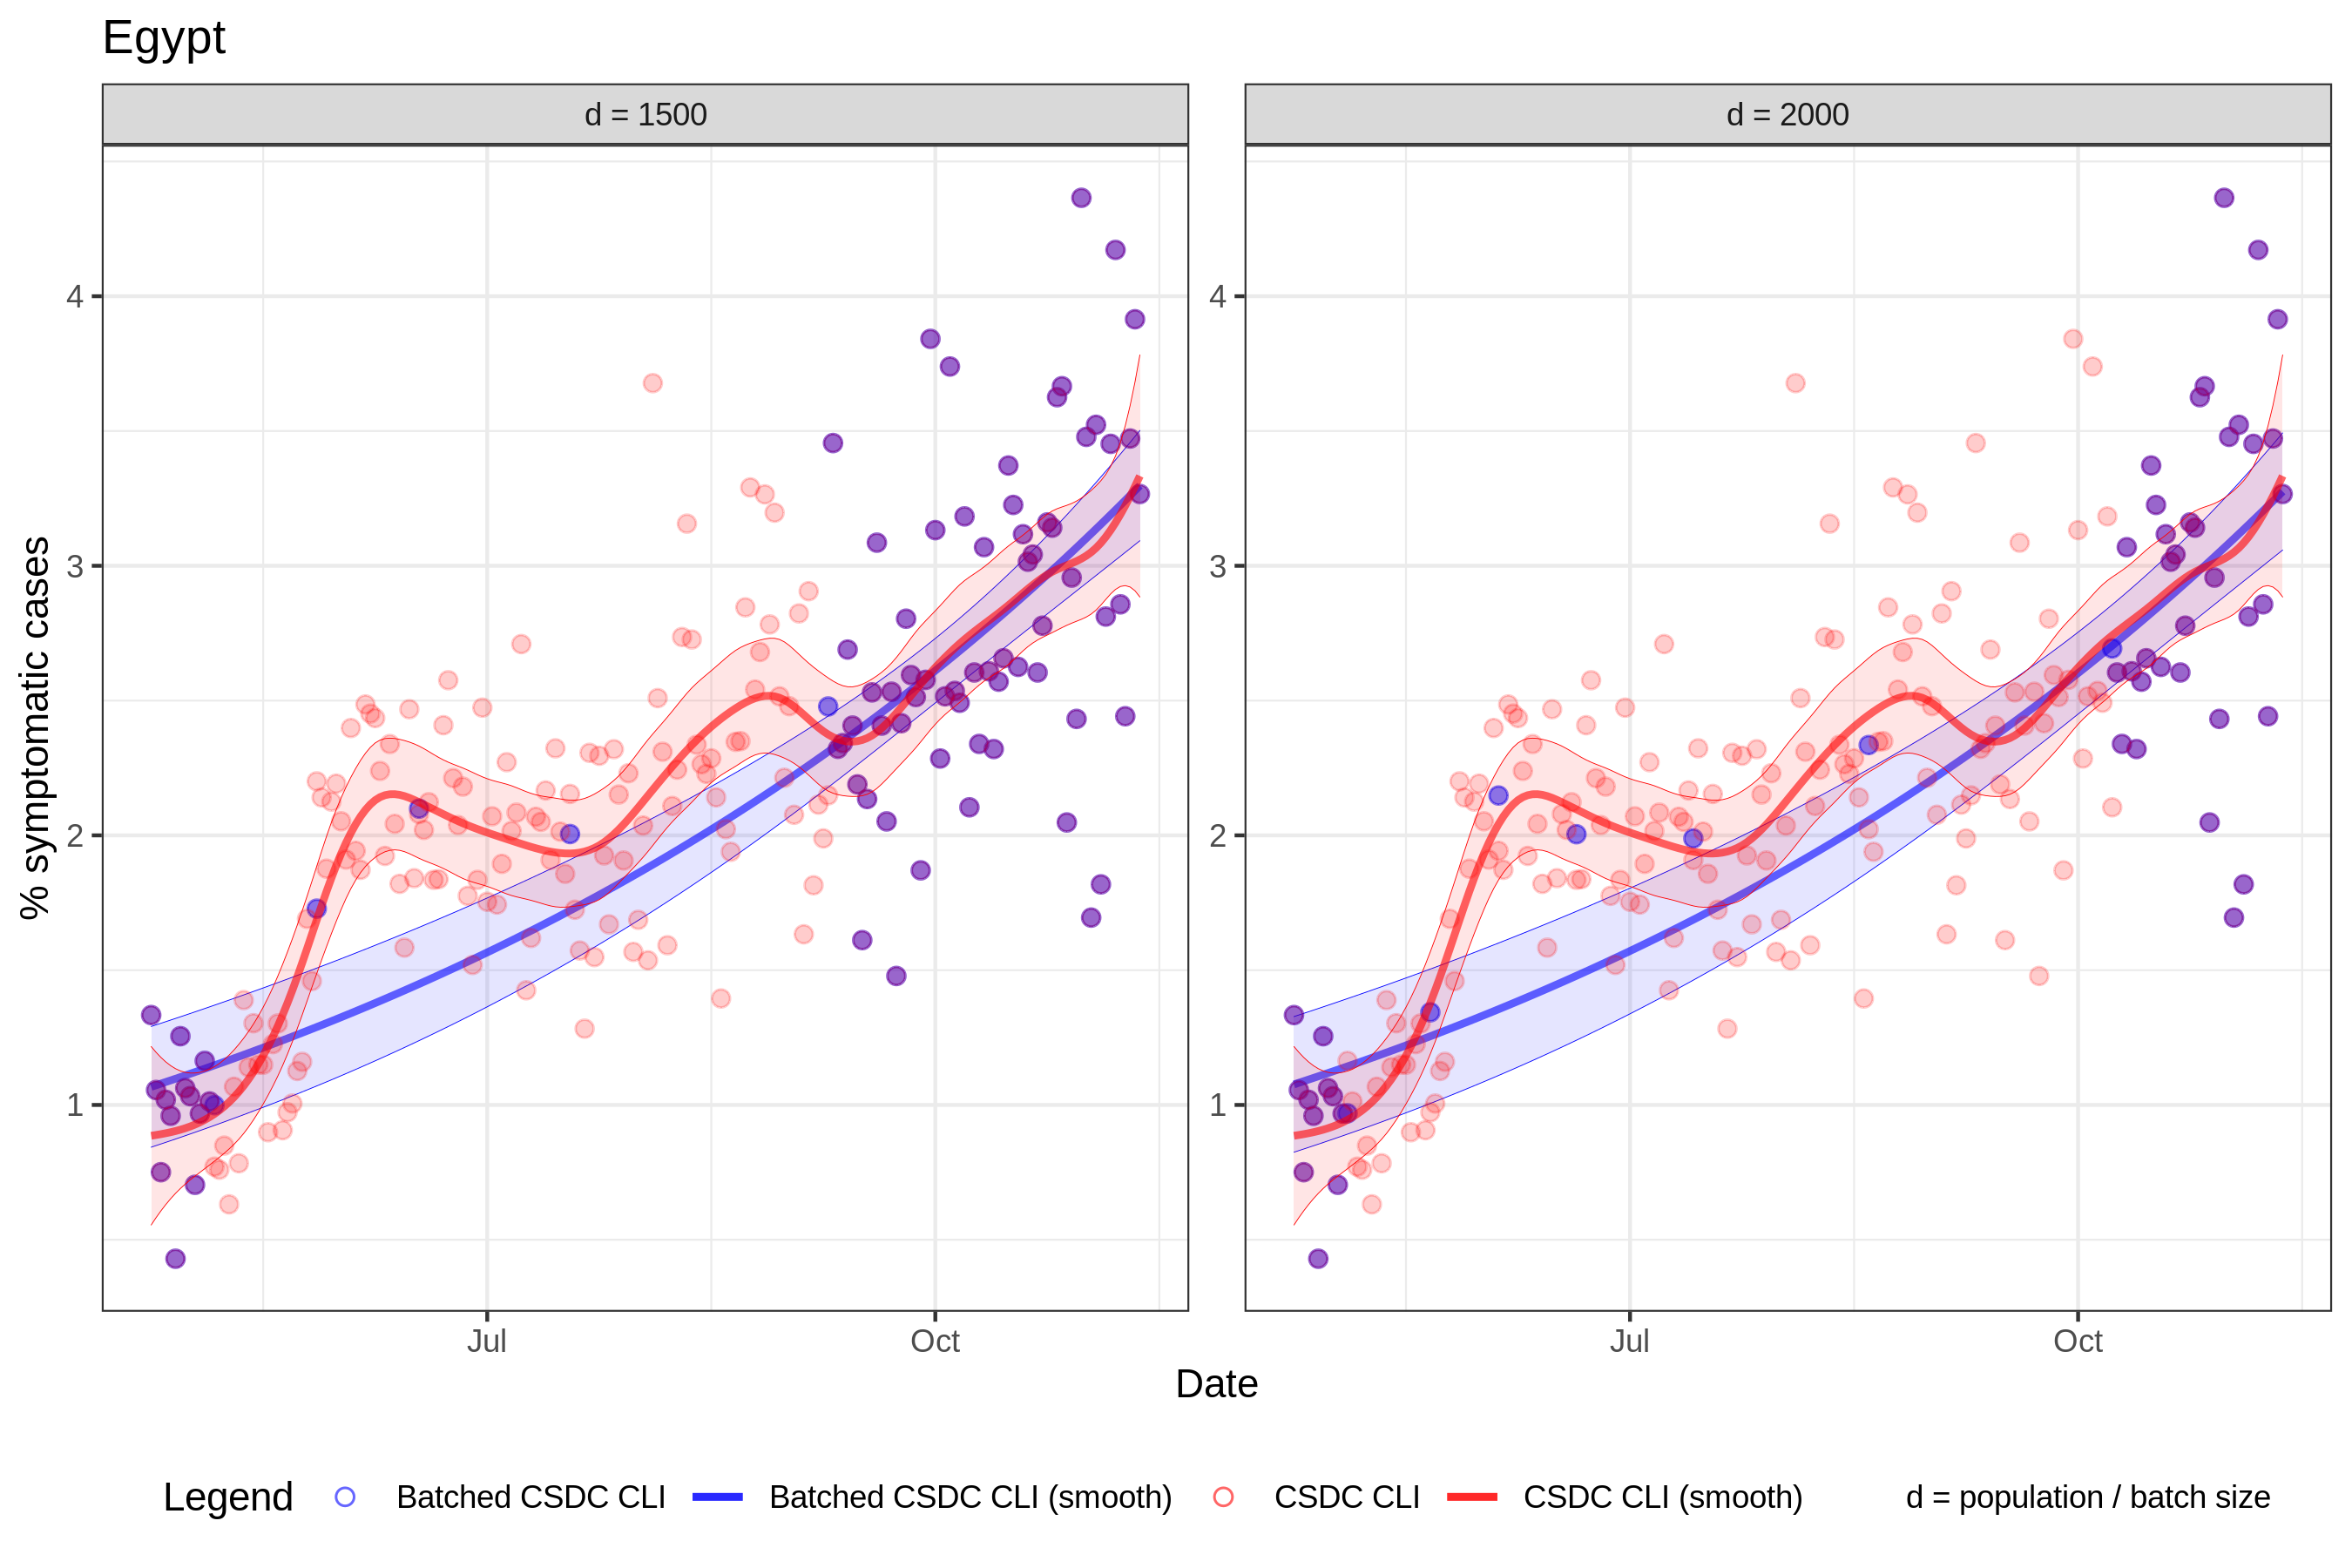 Egypt
d = 1500
d = 2000
% symptomatic cases
4
3
2
1
4
3
2
1
Jul
Oct
Jul
Oct
Date
Legend
Batched CSDC CLI
Batched CSDC CLI (smooth)
CSDC CLI
CSDC CLI (smooth)
d = population / batch size